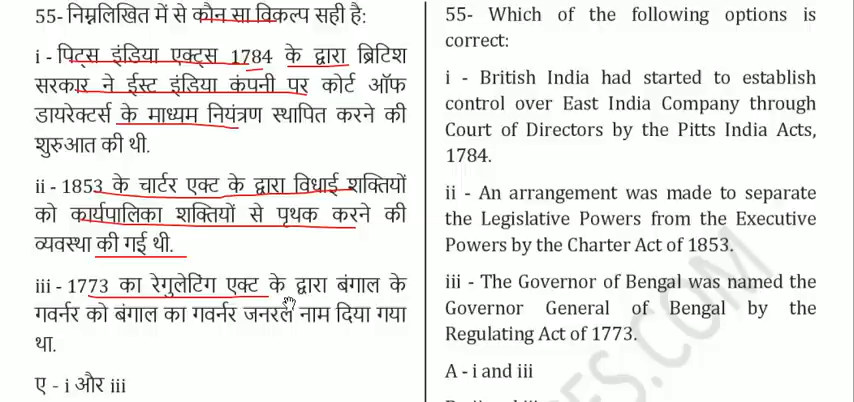 55- निम्नलिखित में से कौन सा विकल्प सही है:
i - पिट्स इंडिया एक्ट्स 1784 के द्वारा ब्रिटिश
सरकार ने ईस्ट इंडिया कंपनी पर कोर्ट ऑफ
डायरेक्टर्स के माध्यम नियंत्रण स्थापित करने की
शुरुआत की थी.
ii - 1853 के चार्टर एक्ट के द्वारा विधाई शक्तियों
को कार्यपालिका शक्तियों से पृथक करने की
व्यवस्था की गई थी.
iii - 1773 का रेगुलेटिंग एक्ट के द्वारा बंगाल के
गवर्नर को बंगाल का गवर्नर जनरल नाम दिया गया
था.
ए - i और iii
55- Which of the following options is
correct:
i - British India had started to establish
control over East India Company through
Court of Directors by the Pitts India Acts,
1784.
ii - An arrangement was made to separate
the Legislative Powers from the Executive
Powers by the Charter Act of 1853.
iii - The Governor of Bengal was named the
Governor General of Bengal by the
Regulating Act of 1773.
A - i and iii